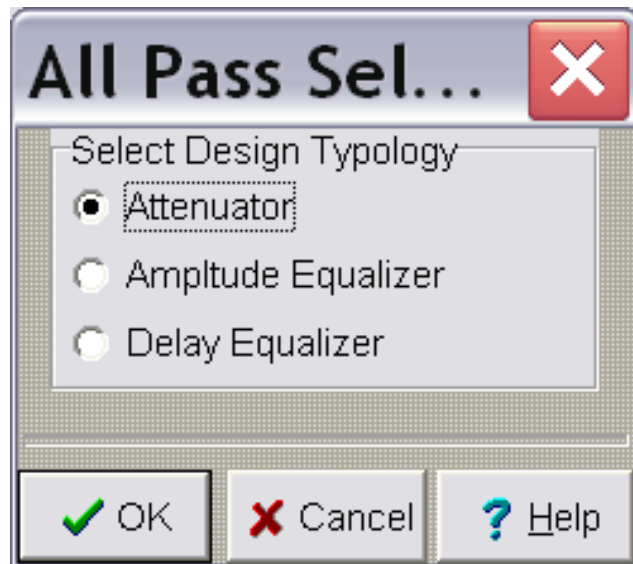 All Pass Sel...
Select Design Typology
Attenuator
Ampltude Equalizer
Delay Equalizer
OK Cancel Help